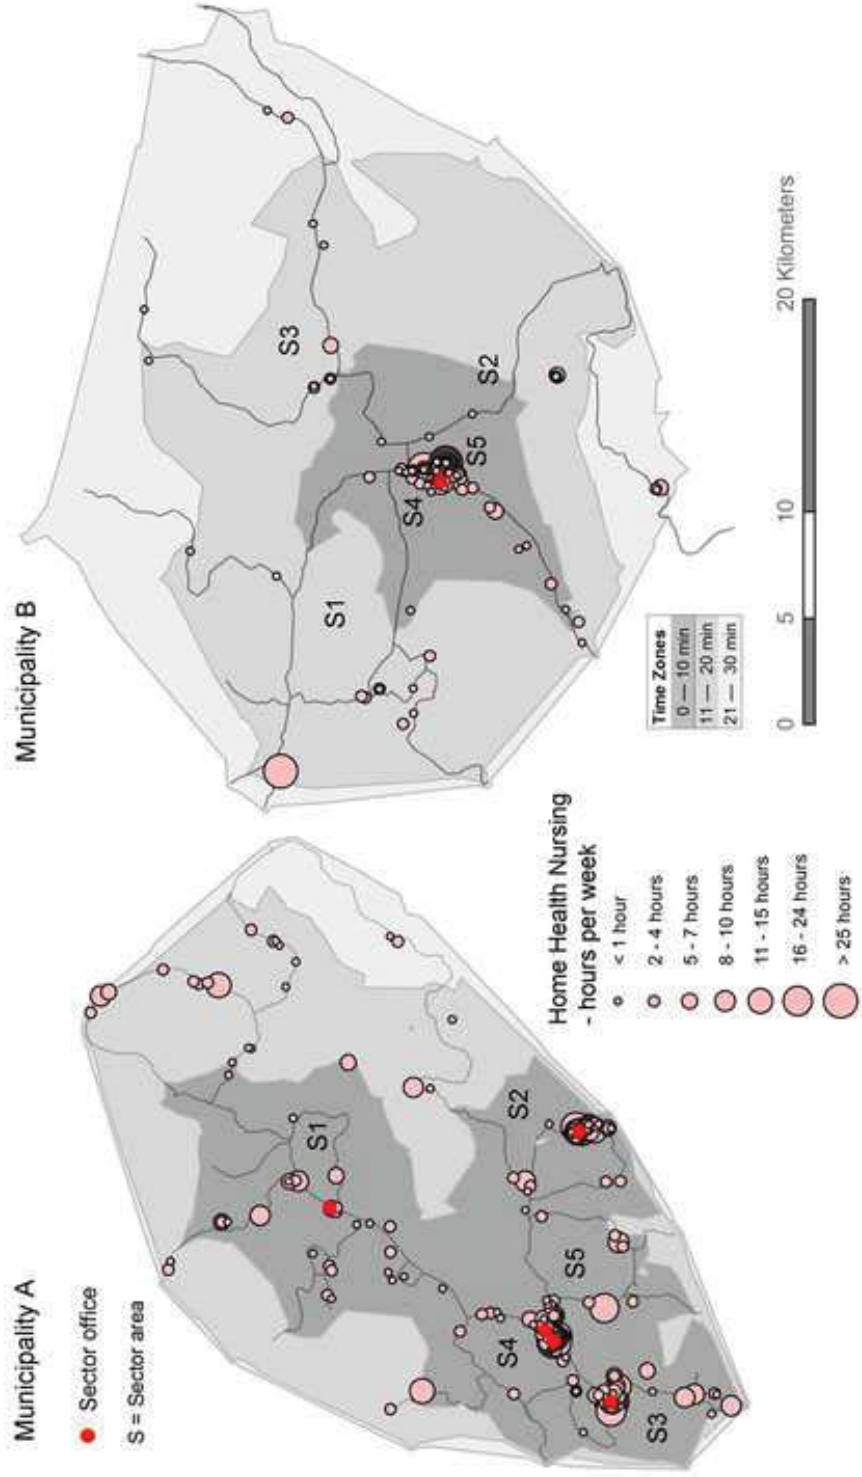 Municipality A
Sector office
S = Sector area
S1
S2
S3
S4
S5
Home Health Nursing
- hours per week
< 1 hour
2 - 4 hours
5 - 7 hours
8 - 10 hours
11 - 15 hours
16 - 24 hours
> 25 hours
Municipality B
S1
S2
S3
S4
S5
Time Zones
0 — 10 min
11 — 20 min
21 — 30 min
0 5 10 20 Kilometers